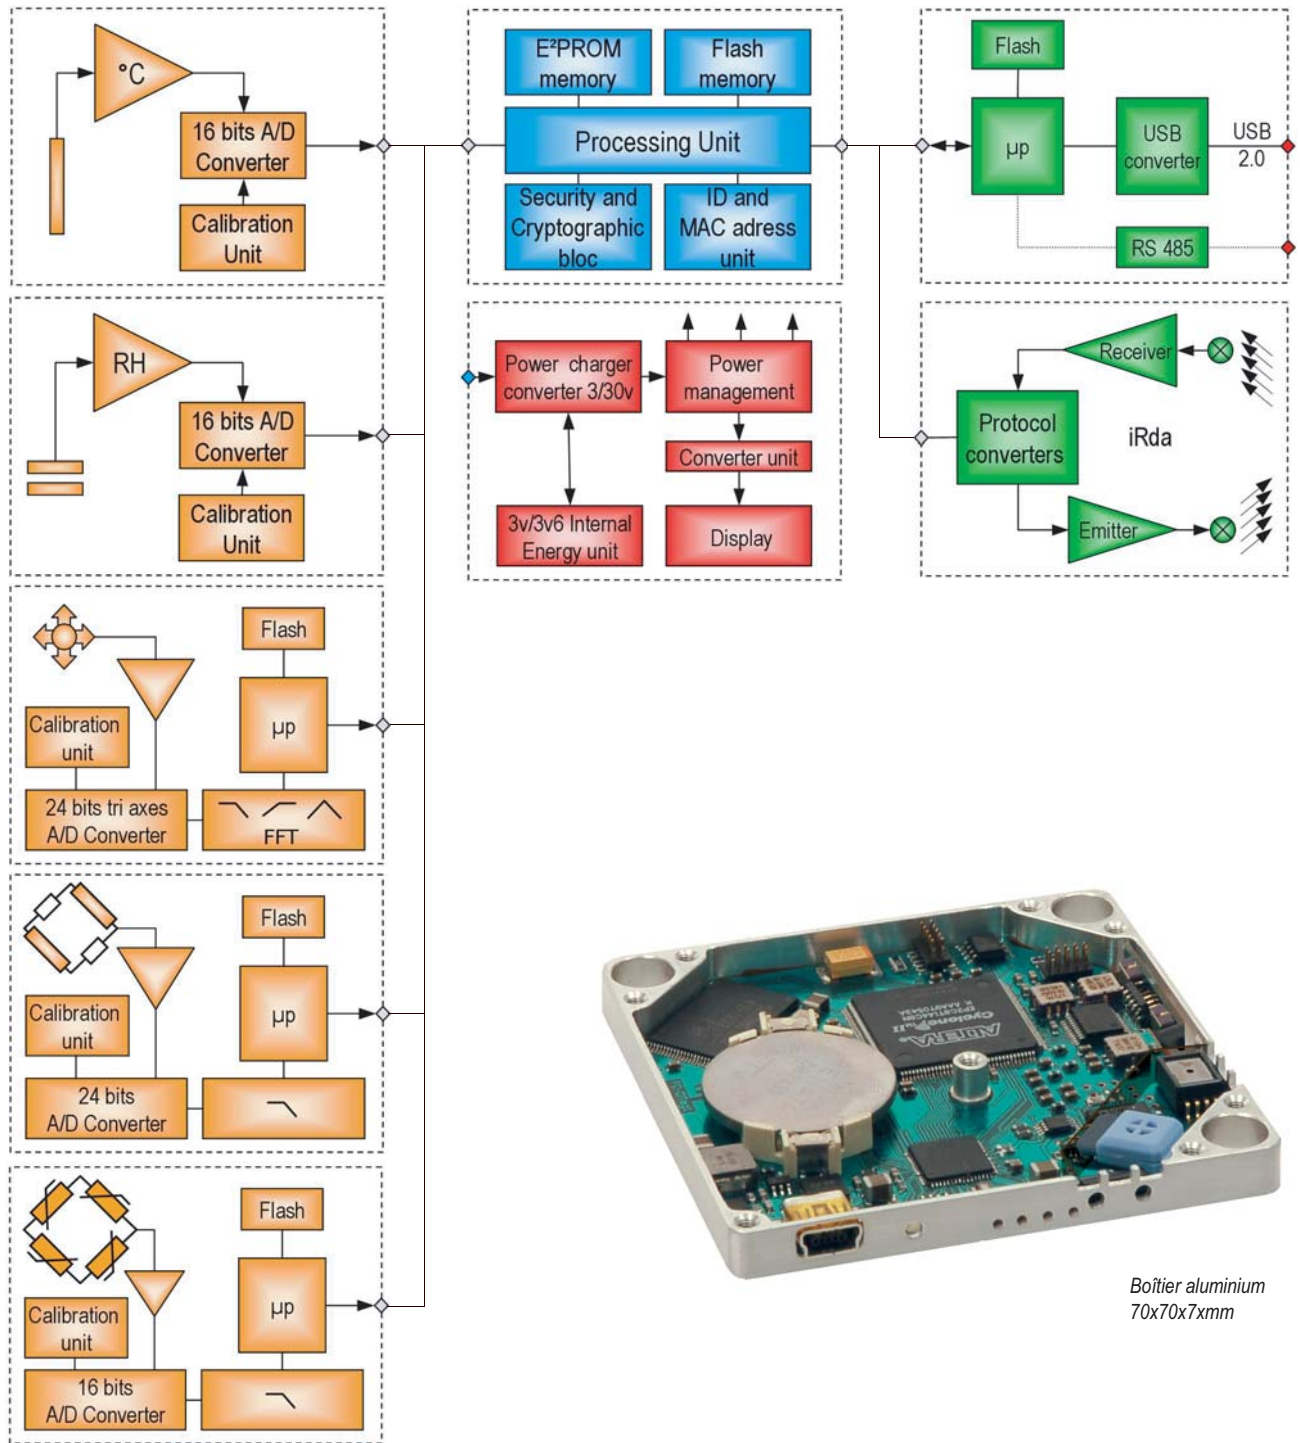 °C
16 bits A/D
Converter
Calibration
Unit
RH
16 bits A/D
Converter
Calibration
Unit
Flash
µp
Calibration
unit
24 bits tri axes
A/D Converter
FFT
Flash
µp
Calibration
unit
24 bits
A/D Converter
Flash
µp
Calibration
unit
16 bits
A/D Converter
E²PROM
memory
Flash
memory
Processing Unit
Security and
Cryptographic
bloc
ID and
MAC adress
unit
Power charger
converter 3/30v
Power
management
Converter unit
3v/3v6 Internal
Energy unit
Display
Flash
µp
USB
converter
USB
2.0
RS 485
Receiver
Protocol
converters
iRda
Emitter
ALTERA
Cyclone II
Boîtier aluminium
70x70x7xmm